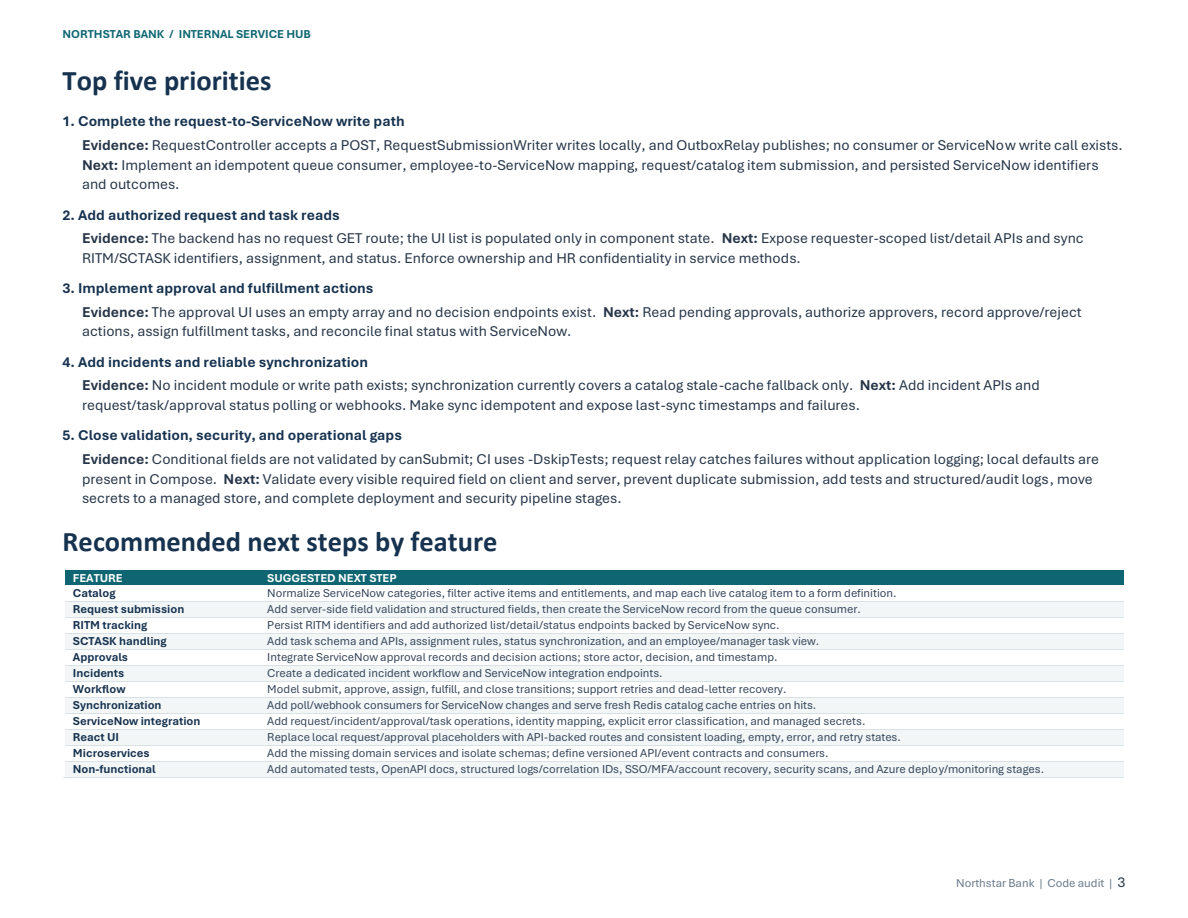 NORTHSTAR BANK / INTERNAL SERVICE HUB
Top five priorities
1. Complete the request-to-ServiceNow write path
Evidence: RequestController accepts a POST, RequestSubmissionWriter writes locally, and OutboxRelay publishes; no consumer or ServiceNow write call exists.
Next: Implement an idempotent queue consumer, employee-to-ServiceNow mapping, request/catalog item submission, and persisted ServiceNow identifiers
and outcomes.
2. Add authorized request and task reads
Evidence: The backend has no request GET route; the UI list is populated only in component state. Next: Expose requester-scoped list/detail APIs and sync
RITM/SCTASK identifiers, assignment, and status. Enforce ownership and HR confidentiality in service methods.
3. Implement approval and fulfillment actions
Evidence: The approval UI uses an empty array and no decision endpoints exist. Next: Read pending approvals, authorize approvers, record approve/reject
actions, assign fulfillment tasks, and reconcile final status with ServiceNow.
4. Add incidents and reliable synchronization
Evidence: No incident module or write path exists; synchronization currently covers a catalog stale-cache fallback only. Next: Add incident APIs and
request/task/approval status polling or webhooks. Make sync idempotent and expose last-sync timestamps and failures.
5. Close validation, security, and operational gaps
Evidence: Conditional fields are not validated by canSubmit; CI uses -DskipTests; request relay catches failures without application logging; local defaults are
present in Compose. Next: Validate every visible required field on client and server, prevent duplicate submission, add tests and structured/audit logs, move
secrets to a managed store, and complete deployment and security pipeline stages.
Recommended next steps by feature
FEATURE SUGGESTED NEXT STEP
Catalog Normalize ServiceNow categories, filter active items and entitlements, and map each live catalog item to a form definition.
Request submission Add server-side field validation and structured fields, then create the ServiceNow record from the queue consumer.
RITM tracking Persist RITM identifiers and add authorized list/detail/status endpoints backed by ServiceNow sync.
SCTASK handling Add task schema and APIs, assignment rules, status synchronization, and an employee/manager task view.
Approvals Integrate ServiceNow approval records and decision actions; store actor, decision, and timestamp.
Incidents Create a dedicated incident workflow and ServiceNow integration endpoints.
Workflow Model submit, approve, assign, fulfill, and close transitions; support retries and dead-letter recovery.
Synchronization Add poll/webhook consumers for ServiceNow changes and serve fresh Redis catalog cache entries on hits.
ServiceNow integration Add request/incident/approval/task operations, identity mapping, explicit error classification, and managed secrets.
React UI Replace local request/approval placeholders with API-backed routes and consistent loading, empty, error, and retry states.
Microservices Add the missing domain services and isolate schemas; define versioned API/event contracts and consumers.
Non-functional Add automated tests, OpenAPI docs, structured logs/correlation IDs, SSO/MFA/account recovery, security scans, and Azure deploy/monitoring stages.
Northstar Bank | Code audit | 3